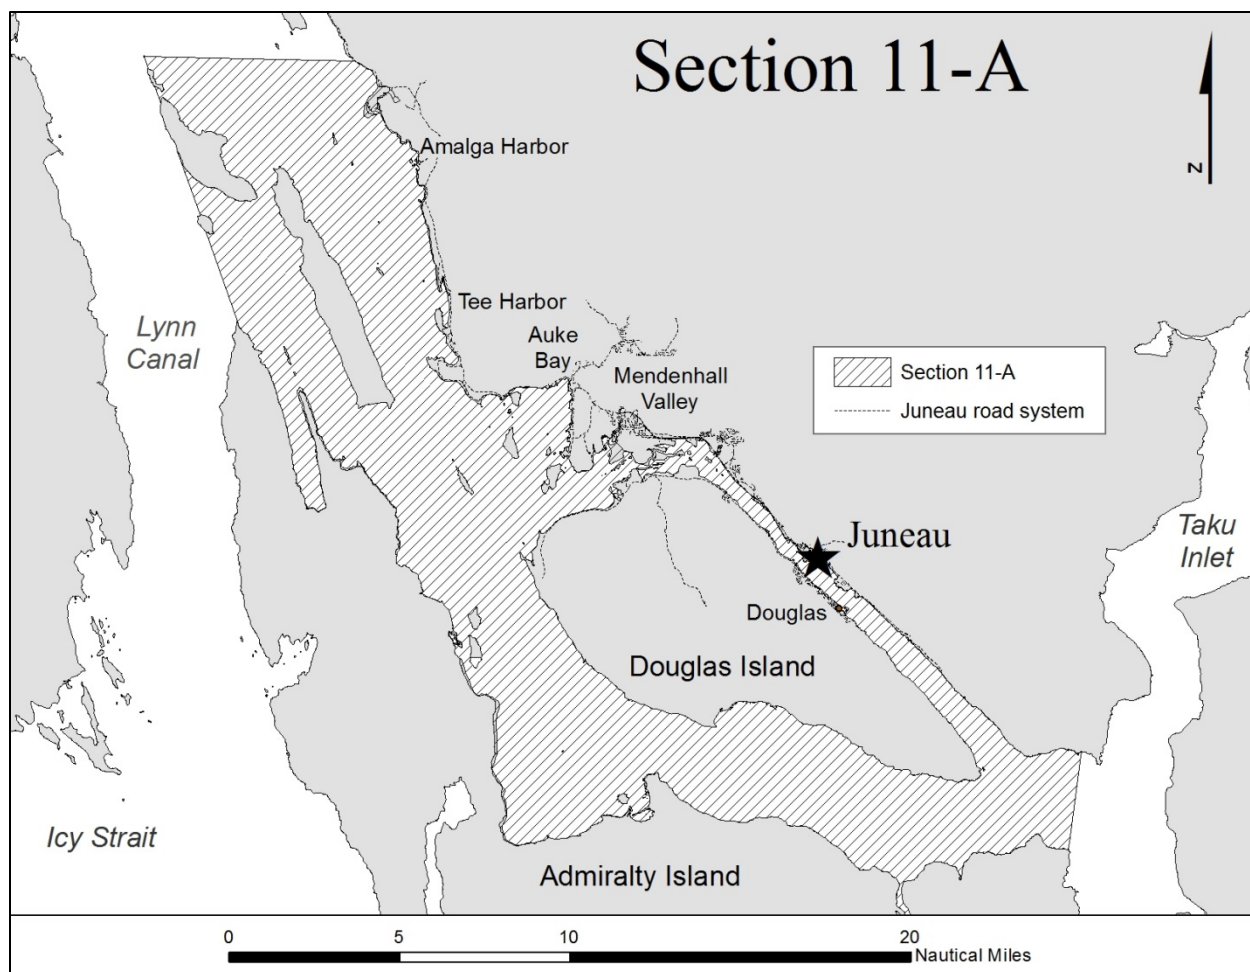 Section 11-A
N
Amalga Harbor
Tee Harbor
Auke
Bay
Mendenhall
Valley
Lynn
Canal
Section 11-A
Juneau road system
Juneau
Taku
Inlet
Douglas
Douglas Island
Icy Strait
Admiralty Island
0 5 10 20
Nautical Miles